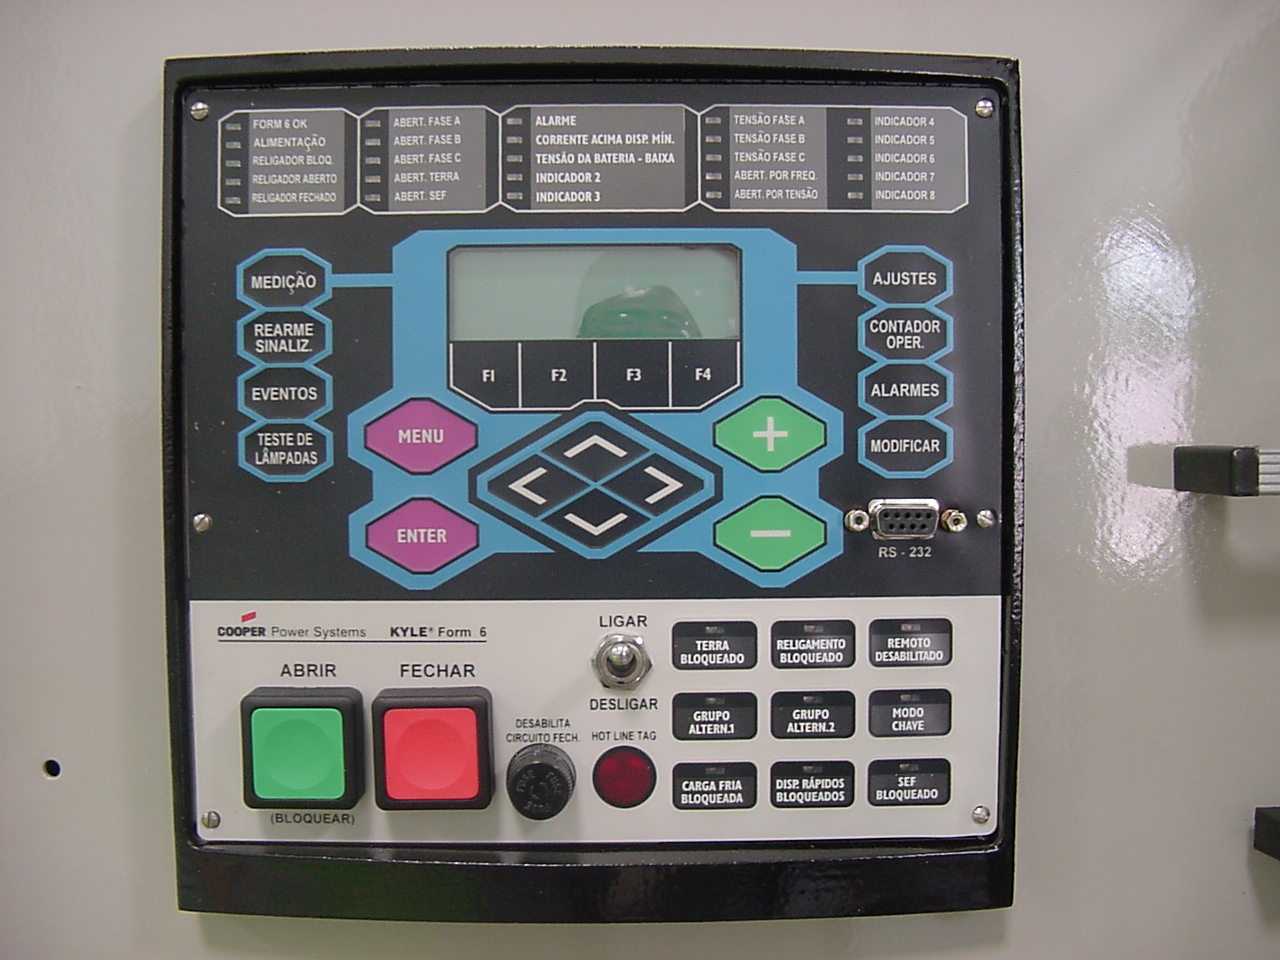 FORM 6 OK
ALIMENTAÇÃO
RELIGADOR BLOQ.
RELIGADOR ABERTO
RELIGADOR FECHADO
ABERT. FASE A
ABERT. FASE B
ABERT. FASE C
ABERT. TERRA
ABERT. SEF
ALARME
CORRENTE ACIMA DISP. MÍN.
TENSÃO DA BATERIA - BAIXA
INDICADOR 2
INDICADOR 3
TENSÃO FASE A
TENSÃO FASE B
TENSÃO FASE C
ABERT. POR FREQ.
ABERT. POR TENSÃO
INDICADOR 4
INDICADOR 5
INDICADOR 6
INDICADOR 7
INDICADOR 8
MEDIÇÃO
REARME
SINALIZ.
EVENTOS
TESTE DE
LÂMPADAS
F1 F2 F3 F4
MENU
ENTER
+
−
AJUSTES
CONTADOR
OPER.
ALARMES
MODIFICAR
RS - 232
COOPER Power Systems KYLE® Form 6
ABRIR
(BLOQUEAR)
FECHAR
LIGAR
DESLIGAR
DESABILITA
CIRCUITO FECH.
FUSE FUSE
HOT LINE TAG
TERRA
BLOQUEADO
RELIGAMENTO
BLOQUEADO
REMOTO
DESABILITADO
GRUPO
ALTERN.1
GRUPO
ALTERN.2
MODO
CHAVE
CARGA FRIA
BLOQUEADA
DISP. RÁPIDOS
BLOQUEADOS
SEF
BLOQUEADO